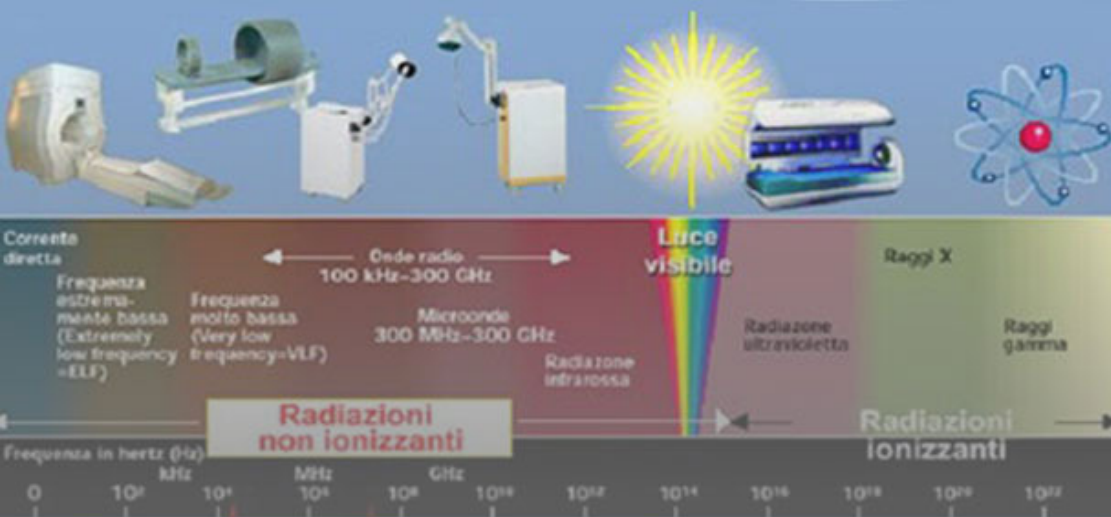 Corrente
diretta
Frequenza
estrema-
mente bassa
(Extremely
low frequency
=ELF)
Frequenza
molto bassa
(Very low
frequency=VLF)
Onde radio
100 kHz–300 GHz
Microonde
300 MHz–300 GHz
Radiazone
infrarossa
Luce
visibile
Radiazone
ultravioletta
Raggi X
Raggi
gamma
Radiazioni
non ionizzanti
Radiazioni
ionizzanti
Frequenza in hertz (Hz)
kHz MHz GHz
0 10² 10⁴ 10⁶ 10⁸ 10¹⁰ 10¹² 10¹⁴ 10¹⁶ 10¹⁸ 10²⁰ 10²²